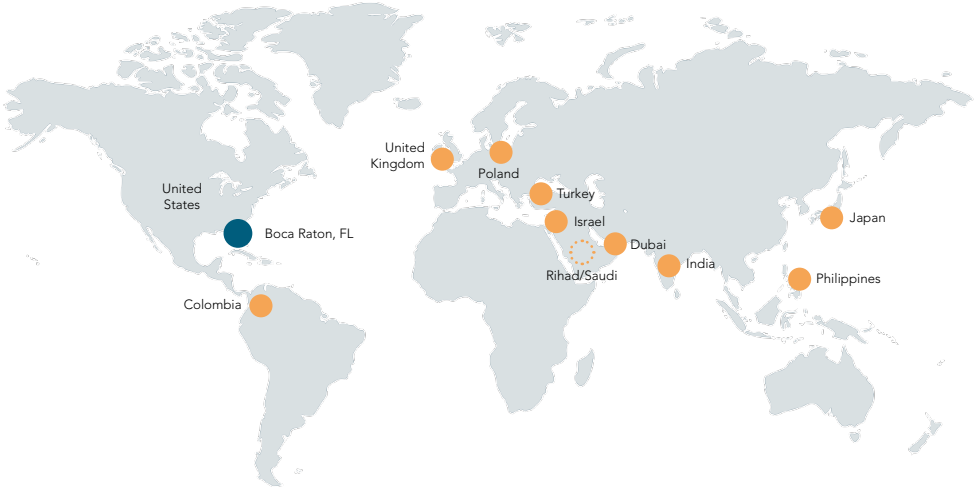 United
Kingdom
Poland
United
States
Turkey
Israel
Japan
Boca Raton, FL
Dubai
India
Rihad/Saudi
Philippines
Colombia